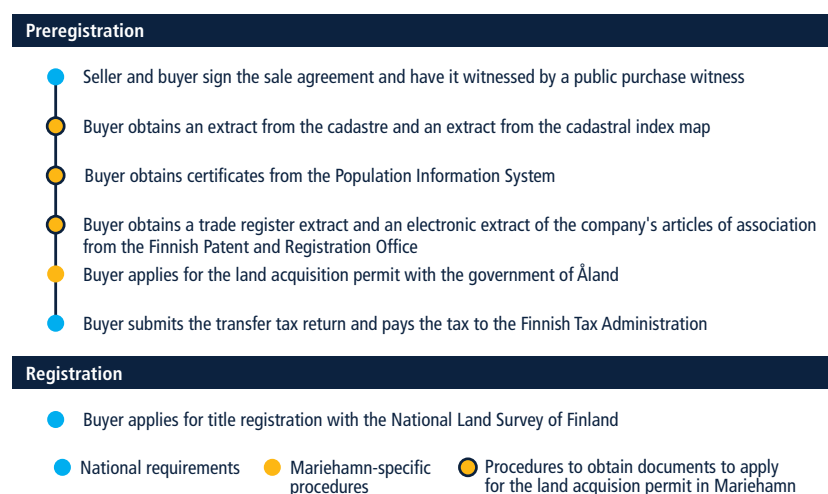 Preregistration
Seller and buyer sign the sale agreement and have it witnessed by a public purchase witness
Buyer obtains an extract from the cadastre and an extract from the cadastral index map
Buyer obtains certificates from the Population Information System
Buyer obtains a trade register extract and an electronic extract of the company's articles of association
from the Finnish Patent and Registration Office
Buyer applies for the land acquisition permit with the government of Åland
Buyer submits the transfer tax return and pays the tax to the Finnish Tax Administration
Registration
Buyer applies for title registration with the National Land Survey of Finland
National requirements
Mariehamn-specific
procedures
Procedures to obtain documents to apply
for the land acquision permit in Mariehamn